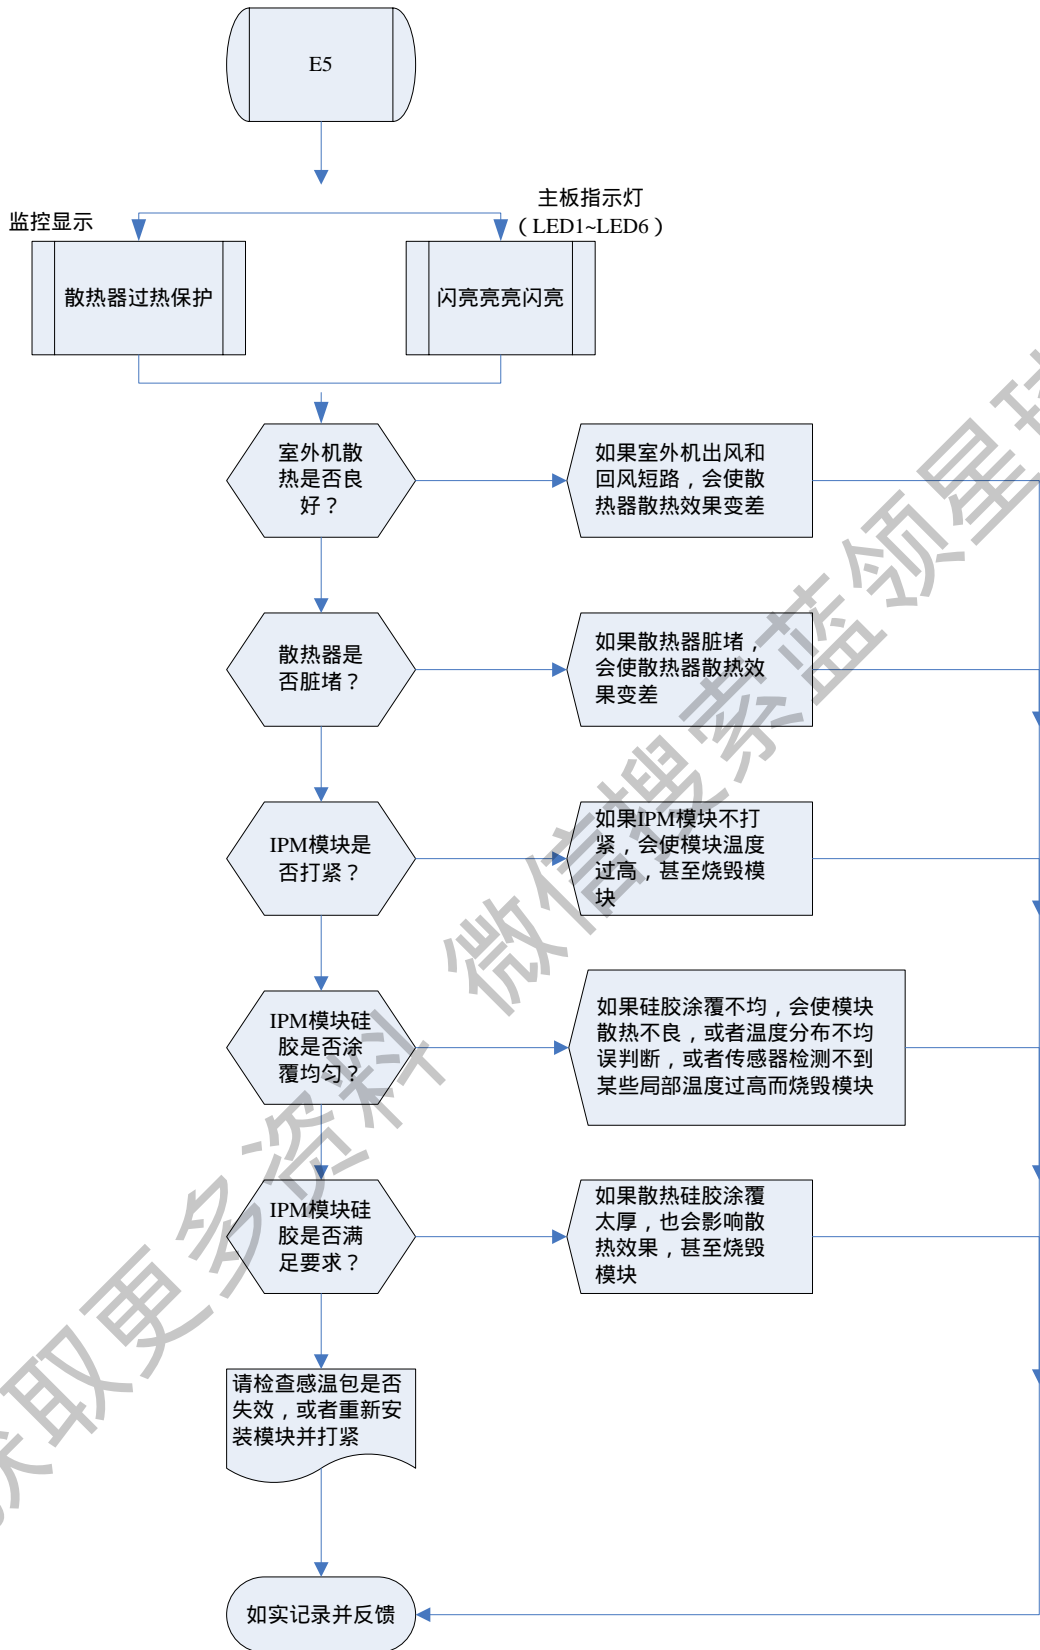 E5
监控显示
主板指示灯
（LED1~LED6）
散热器过热保护
闪亮亮亮闪亮
室外机散
热是否良
好？
如果室外机出风和
回风短路，会使散
热器散热效果变差
散热器是
否脏堵？
如果散热器脏堵，
会使散热器散热效
果变差
IPM模块是
否打紧？
如果IPM模块不打
紧，会使模块温度
过高，甚至烧毁模
块
IPM模块硅
胶是否涂
覆均匀？
如果硅胶涂覆不均，会使模块
散热不良，或者温度分布不均
误判断，或者传感器检测不到
某些局部温度过高而烧毁模块
IPM模块硅
胶是否满
足要求？
如果散热硅胶涂覆
太厚，也会影响散
热效果，甚至烧毁
模块
请检查感温包是否
失效，或者重新安
装模块并打紧
如实记录并反馈
获取更多资料 微信搜索蓝领星球